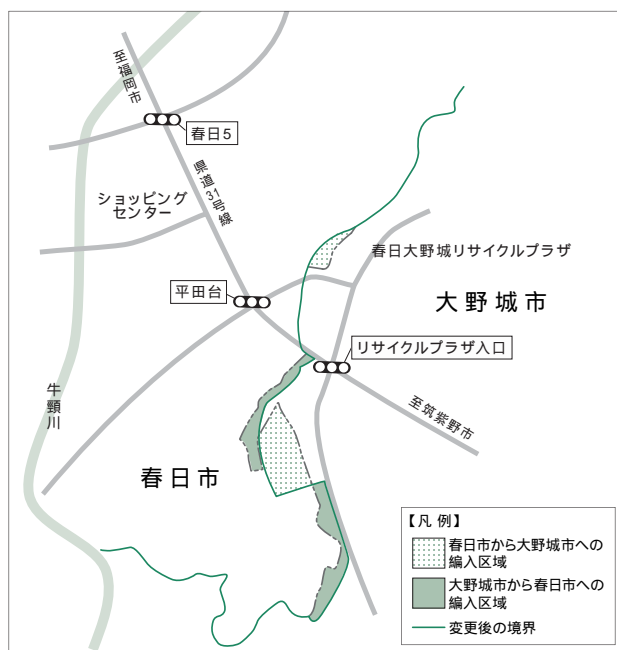 至福岡市
春日5
県道31号線
ショッピング
センター
春日大野城リサイクルプラザ
平田台
大野城市
リサイクルプラザ入口
牛頸川
至筑紫野市
春日市
【凡例】
春日市から大野城市への
編入区域
大野城市から春日市への
編入区域
変更後の境界